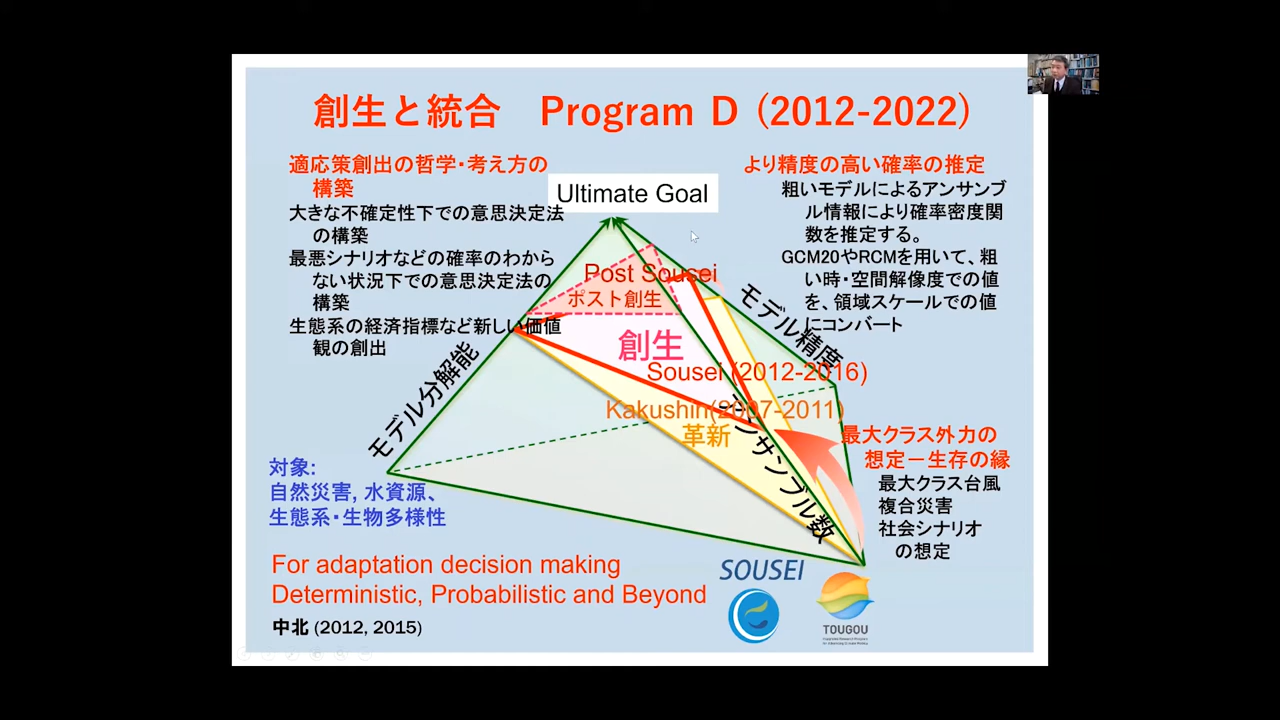 創生と統合 Program D (2012-2022)
適応策創出の哲学・考え方の
構築
大きな不確定性下での意思決定法
の構築
最悪シナリオなどの確率のわから
ない状況下での意思決定法の
構築
生態系の経済指標など新しい価値
観の創出
Ultimate Goal
より精度の高い確率の推定
粗いモデルによるアンサンブ
ル情報により確率密度関
数を推定する。
GCM20やRCMを用いて、粗
い時・空間解像度での値
を、領域スケールでの値
にコンバート
Post Sousei
ポスト創生
創生
Sousei (2012-2016)
Kakushin(2007-2011)
革新
モデル分解能
モデル精度
アンサンブル数
最大クラス外力の
想定－生存の縁
最大クラス台風
複合災害
社会シナリオ
の想定
対象:
自然災害, 水資源、
生態系・生物多様性
For adaptation decision making
Deterministic, Probabilistic and Beyond
中北 (2012, 2015)
SOUSEI
TOUGOU